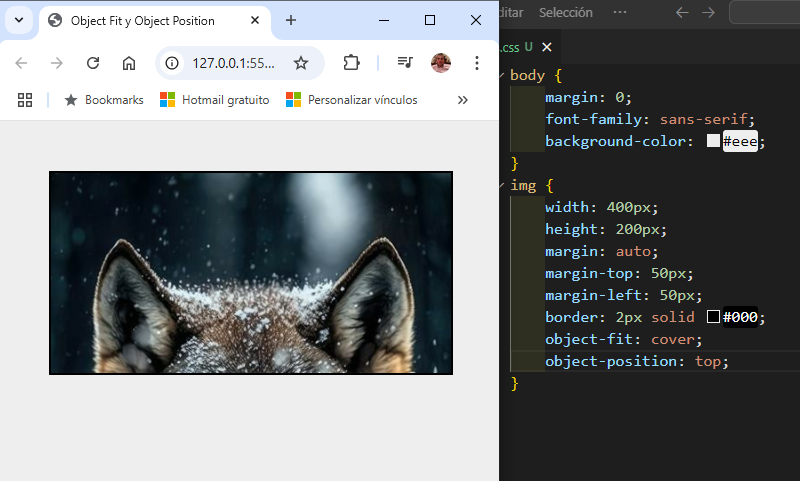 Object Fit y Object Position
127.0.0.1:55...
Bookmarks
Hotmail gratuito
Personalizar vínculos
ditar
Selección
.css U
body {
margin: 0;
font-family: sans-serif;
background-color: #eee;
}
img {
width: 400px;
height: 200px;
margin: auto;
margin-top: 50px;
margin-left: 50px;
border: 2px solid #000;
object-fit: cover;
object-position: top;
}